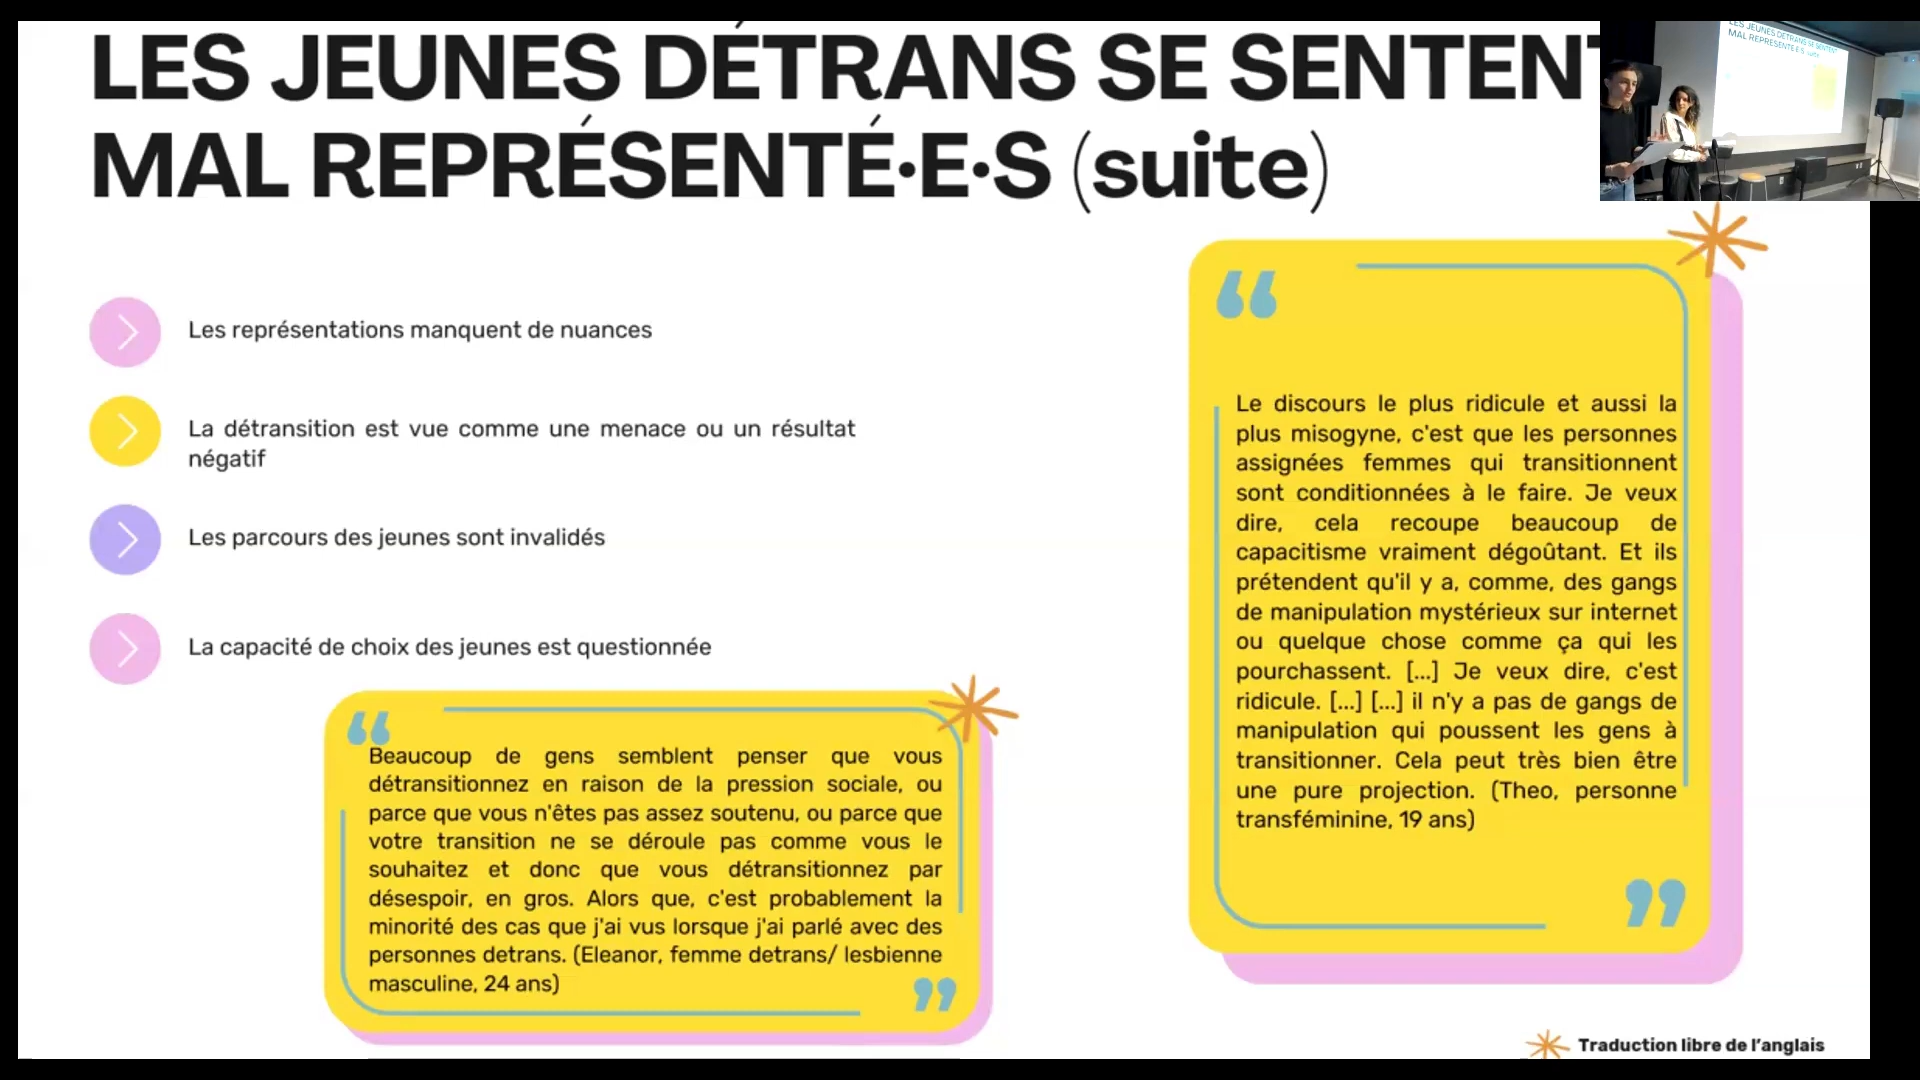 LES JEUNES DÉTRANS SE SENTENT
MAL REPRÉSENTÉ·E·S (suite)
LES JEUNES DÉTRANS SE SENTENT
MAL REPRÉSENTÉ·E·S (suite)
Les représentations manquent de nuances
La détransition est vue comme une menace ou un résultat
négatif
Les parcours des jeunes sont invalidés
La capacité de choix des jeunes est questionnée
“
Beaucoup de gens semblent penser que vous
détransitionnez en raison de la pression sociale, ou
parce que vous n'êtes pas assez soutenu, ou parce que
votre transition ne se déroule pas comme vous le
souhaitez et donc que vous détransitionnez par
désespoir, en gros. Alors que, c'est probablement la
minorité des cas que j'ai vus lorsque j'ai parlé avec des
personnes detrans. (Eleanor, femme detrans/ lesbienne
masculine, 24 ans)
”
“
Le discours le plus ridicule et aussi la
plus misogyne, c'est que les personnes
assignées femmes qui transitionnent
sont conditionnées à le faire. Je veux
dire, cela recoupe beaucoup de
capacitisme vraiment dégoûtant. Et ils
prétendent qu'il y a, comme, des gangs
de manipulation mystérieux sur internet
ou quelque chose comme ça qui les
pourchassent. [...] Je veux dire, c'est
ridicule. [...] [...] il n'y a pas de gangs de
manipulation qui poussent les gens à
transitionner. Cela peut très bien être
une pure projection. (Theo, personne
transféminine, 19 ans)
”
Traduction libre de l’anglais